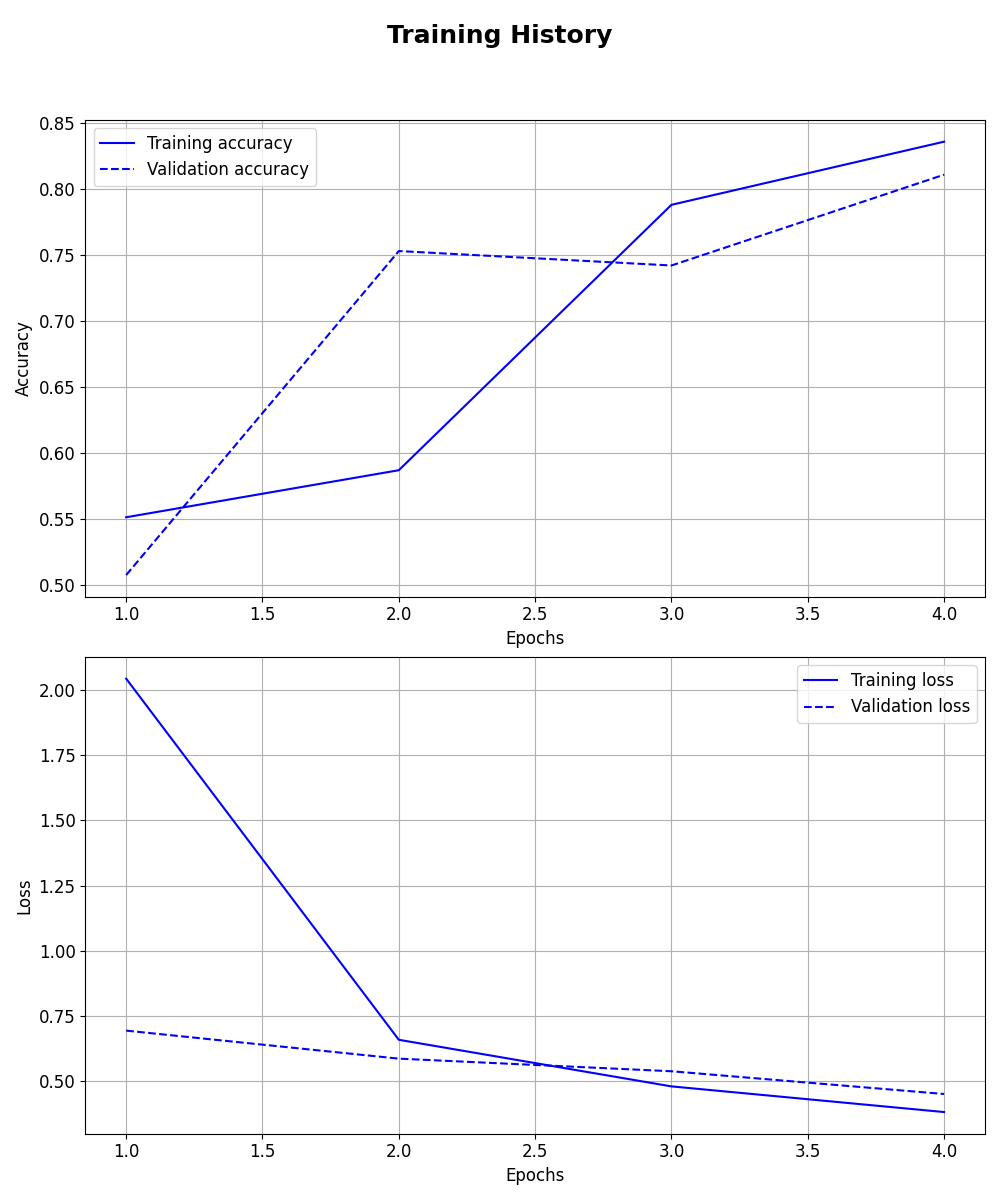 Training History
0.85
0.80
0.75
0.70
0.65
0.60
0.55
0.50
Accuracy
Training accuracy
Validation accuracy
1.0 1.5 2.0 2.5 3.0 3.5 4.0
Epochs
2.00
1.75
1.50
1.25
1.00
0.75
0.50
Loss
Training loss
Validation loss
1.0 1.5 2.0 2.5 3.0 3.5 4.0
Epochs